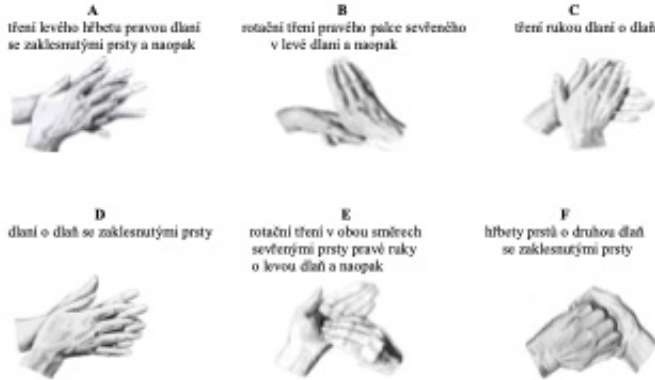 A
tření levého hřbetu pravou dlaní
se zaklesnutými prsty a naopak
B
rotační tření pravého palce sevřeného
v levé dlani a naopak
C
tření rukou dlaní o dlaň
D
dlaní o dlaň se zaklesnutými prsty
E
rotační tření v obou směrech
sevřenými prsty pravé ruky
o levou dlaň a naopak
F
hřbety prstů o druhou dlaň
se zaklesnutými prsty